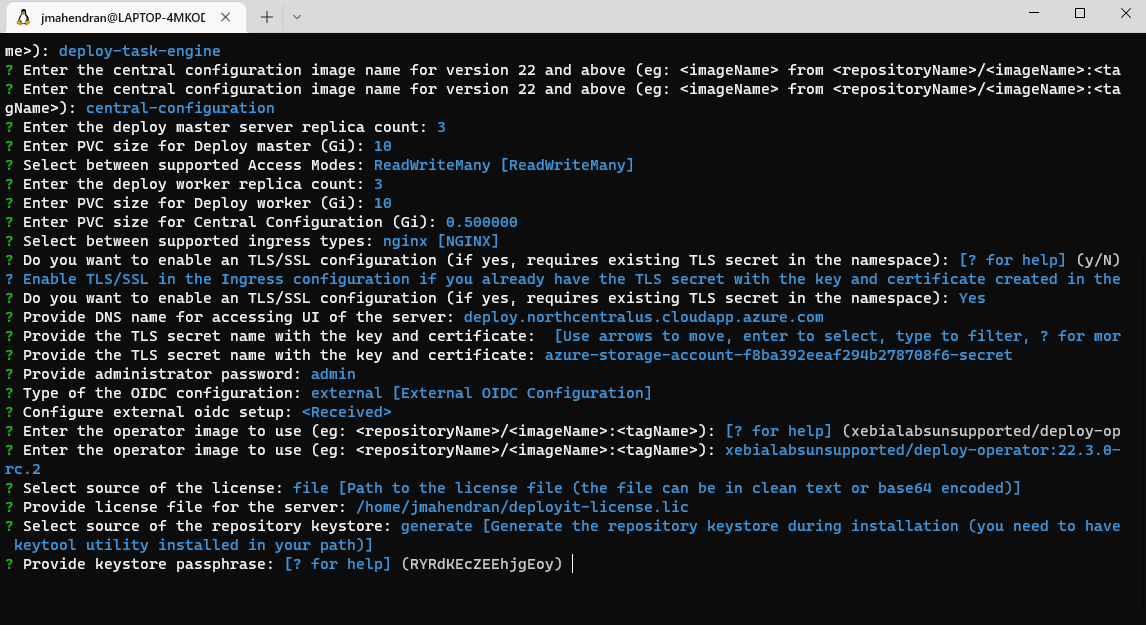 jmahendran@LAPTOP-4MKOD
me>): deploy-task-engine
? Enter the central configuration image name for version 22 and above (eg: <imageName> from <repositoryName>/<imageName>:<ta
? Enter the central configuration image name for version 22 and above (eg: <imageName> from <repositoryName>/<imageName>:<ta
gName>): central-configuration
? Enter the deploy master server replica count: 3
? Enter PVC size for Deploy master (Gi): 10
? Select between supported Access Modes: ReadWriteMany [ReadWriteMany]
? Enter the deploy worker replica count: 3
? Enter PVC size for Deploy worker (Gi): 10
? Enter PVC size for Central Configuration (Gi): 0.500000
? Select between supported ingress types: nginx [NGINX]
? Do you want to enable an TLS/SSL configuration (if yes, requires existing TLS secret in the namespace): [? for help] (y/N)
? Enable TLS/SSL in the Ingress configuration if you already have the TLS secret with the key and certificate created in the
? Do you want to enable an TLS/SSL configuration (if yes, requires existing TLS secret in the namespace): Yes
? Provide DNS name for accessing UI of the server: deploy.northcentralus.cloudapp.azure.com
? Provide the TLS secret name with the key and certificate:  [Use arrows to move, enter to select, type to filter, ? for mor
? Provide the TLS secret name with the key and certificate: azure-storage-account-f8ba392eeaf294b278708f6-secret
? Provide administrator password: admin
? Type of the OIDC configuration: external [External OIDC Configuration]
? Configure external oidc setup: <Received>
? Enter the operator image to use (eg: <repositoryName>/<imageName>:<tagName>): [? for help] (xebialabsunsupported/deploy-op
? Enter the operator image to use (eg: <repositoryName>/<imageName>:<tagName>): xebialabsunsupported/deploy-operator:22.3.0-
rc.2
? Select source of the license: file [Path to the license file (the file can be in clean text or base64 encoded)]
? Provide license file for the server: /home/jmahendran/deployit-license.lic
? Select source of the repository keystore: generate [Generate the repository keystore during installation (you need to have
 keytool utility installed in your path)]
? Provide keystore passphrase: [? for help] (RYRdKEcZEEhjgEoy)